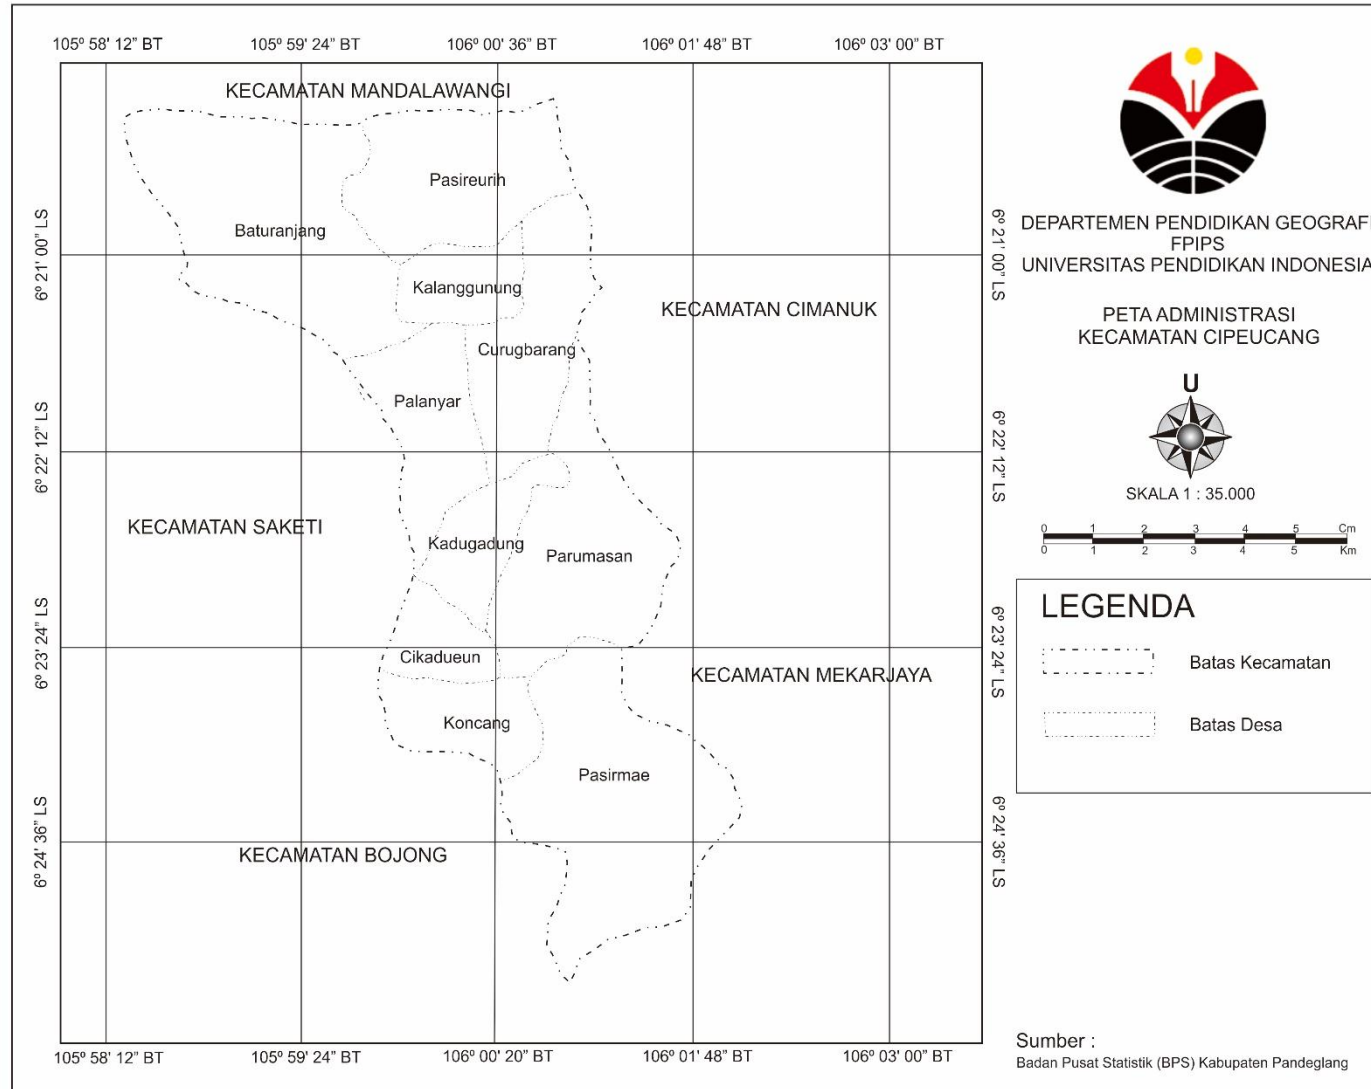 105º 58' 12" BT
105º 59' 24" BT
106º 00' 36" BT
106º 01' 48" BT
106º 03' 00" BT
KECAMATAN MANDALAWANGI
Pasireurih
Baturanjang
6º 21' 00" LS
6º 21' 00" LS
Kalanggunung
KECAMATAN CIMANUK
Curugbarang
Palanyar
6º 22' 12" LS
6º 22' 12" LS
KECAMATAN SAKETI
Kadugadung
Parumasan
6º 23' 24" LS
6º 23' 24" LS
Cikadueun
KECAMATAN MEKARJAYA
Koncang
Pasirmae
6º 24' 36" LS
6º 24' 36" LS
KECAMATAN BOJONG
105º 58' 12" BT
105º 59' 24" BT
106º 00' 20" BT
106º 01' 48" BT
106º 03' 00" BT
DEPARTEMEN PENDIDIKAN GEOGRAFI
FPIPS
UNIVERSITAS PENDIDIKAN INDONESIA
PETA ADMINISTRASI
KECAMATAN CIPEUCANG
U
SKALA 1 : 35.000
0 1 2 3 4 5 Cm
0 1 2 3 4 5 Km
LEGENDA
Batas Kecamatan
Batas Desa
Sumber :
Badan Pusat Statistik (BPS) Kabupaten Pandeglang